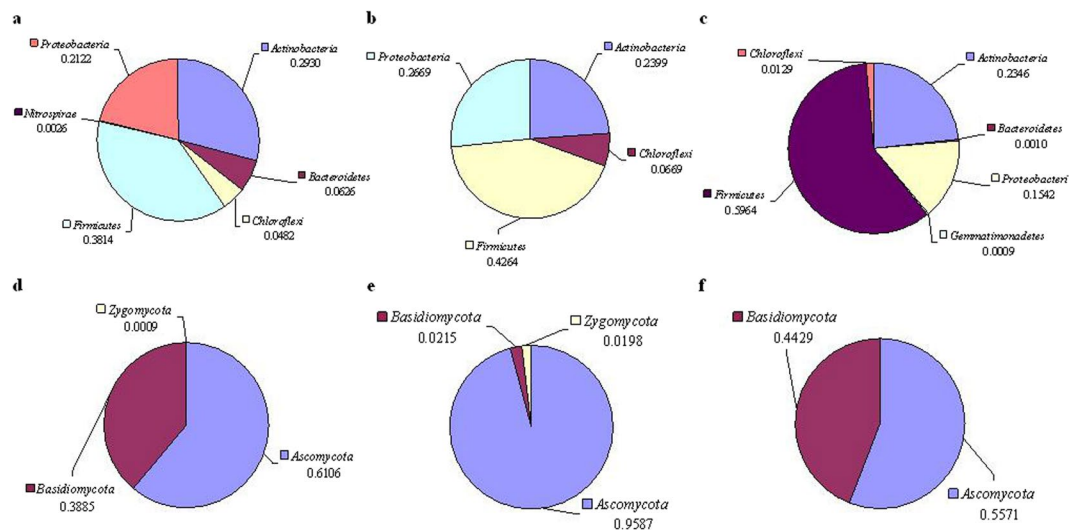 a
Proteobacteria
0.2122
Actinobacteria
0.2930
Nitrospirae
0.0026
Bacteroidetes
0.0626
Chloroflexi
0.0482
Firmicutes
0.3814
b
Proteobacteria
0.2669
Actinobacteria
0.2399
Chloroflexi
0.0669
Firmicutes
0.4264
c
Chloroflexi
0.0129
Actinobacteria
0.2346
Bacteroidetes
0.0010
Proteobacteri
0.1542
Firmicutes
0.5964
Gemmatimonadetes
0.0009
d
Zygomycota
0.0009
Ascomycota
0.6106
Basidiomycota
0.3885
e
Basidiomycota
0.0215
Zygomycota
0.0198
Ascomycota
0.9587
f
Basidiomycota
0.4429
Ascomycota
0.5571